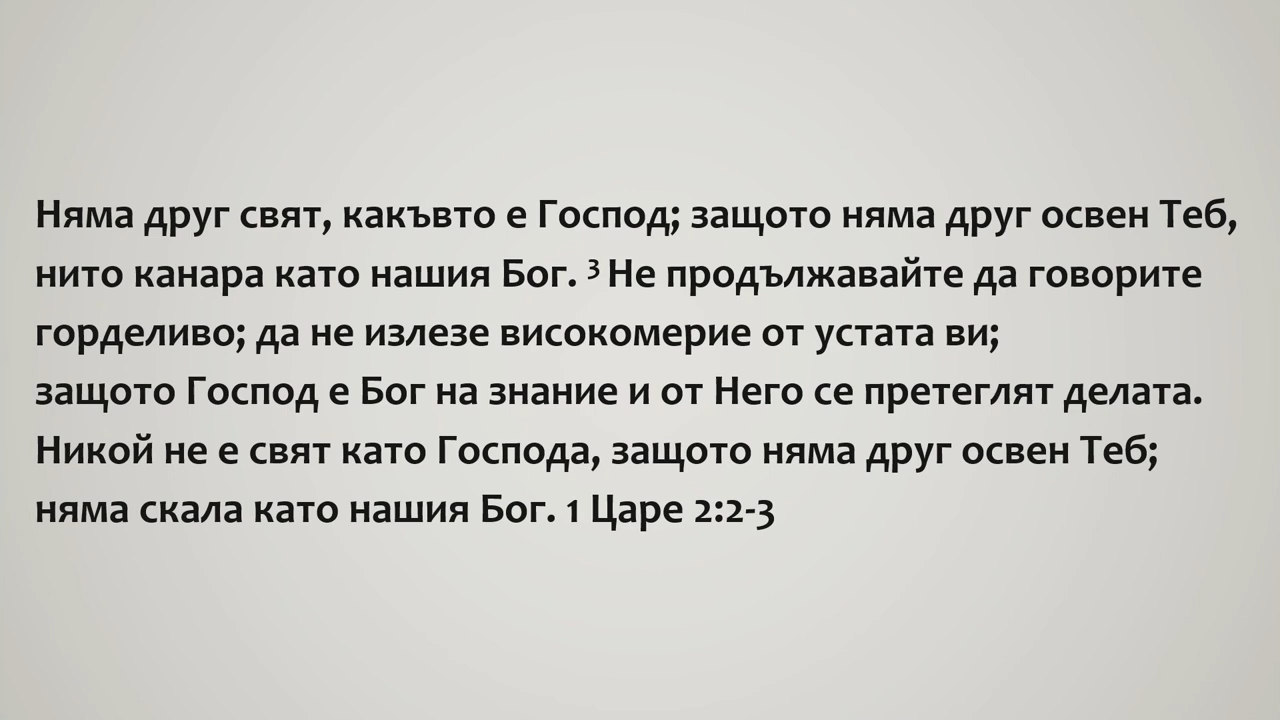 Няма друг свят, какъвто е Господ; защото няма друг освен Теб,
нито канара като нашия Бог. ³ Не продължавайте да говорите
горделиво; да не излезе високомерие от устата ви;
защото Господ е Бог на знание и от Него се претеглят делата.
Никой не е свят като Господа, защото няма друг освен Теб;
няма скала като нашия Бог. 1 Царе 2:2-3